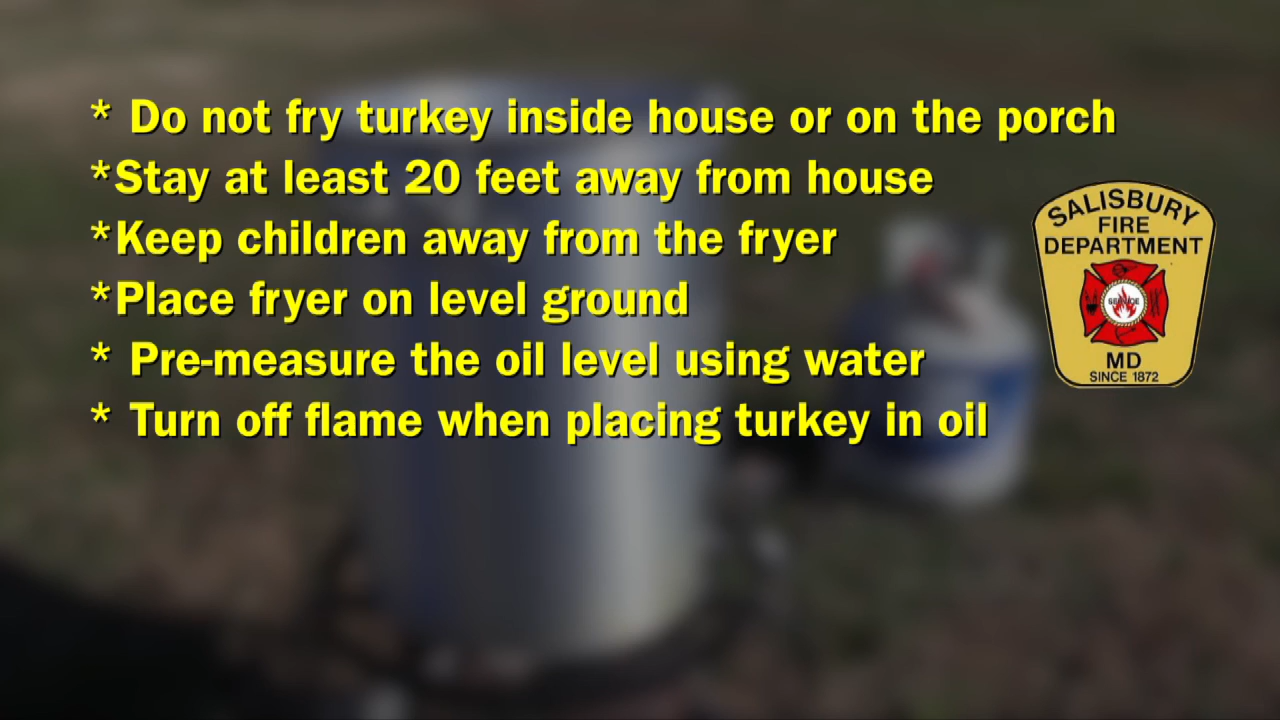 * Do not fry turkey inside house or on the porch
*Stay at least 20 feet away from house
*Keep children away from the fryer
*Place fryer on level ground
* Pre-measure the oil level using water
* Turn off flame when placing turkey in oil
SALISBURY
FIRE
DEPARTMENT
SERVICE
MD
SINCE 1872